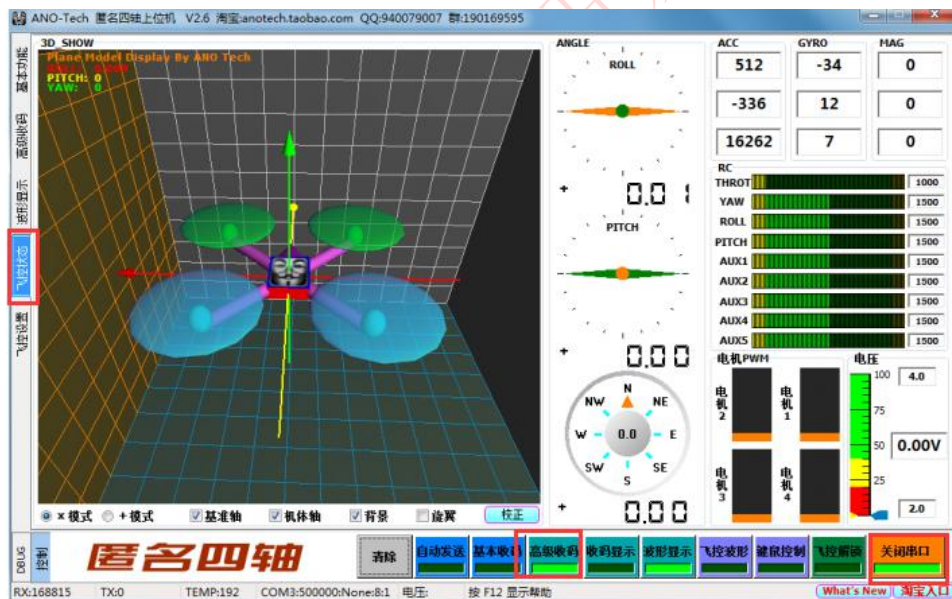 ANO-Tech 匿名四轴上位机 V2.6 淘宝:anotech.taobao.com QQ:940079007 群:190169595
基本功能
高级收码
波形显示
飞控状态
飞控设置
3D_SHOW
Plane Model Display By ANO Tech
PITCH: 0
YAW: 0
ANGLE
ROLL
+ 0.01
PITCH
+ 0.00
N
NW NE
W 0.0 E
SW SE
S
+ 0.00
ACC GYRO MAG
512 -34 0
-336 12 0
16262 7 0
RC
THROT 1000
YAW 1500
ROLL 1500
PITCH 1500
AUX1 1500
AUX2 1500
AUX3 1500
AUX4 1500
AUX5 1500
电机PWM 电压
电机2 电机1
电机3 电机4
100 4.0
75
50 0.00V
25
2.0
×模式 +模式 基准轴 机体轴 背景 旋翼 校正
DEBUG 控制
匿名四轴
清除 自动发送 基本收码 高级收码 收码显示 波形显示 飞控波形 键鼠控制 飞控解锁 关闭串口
RX:168815 TX:0 TEMP:192 COM3:500000:None:8:1 电压: 按 F12 显示帮助 What's New 淘宝入口